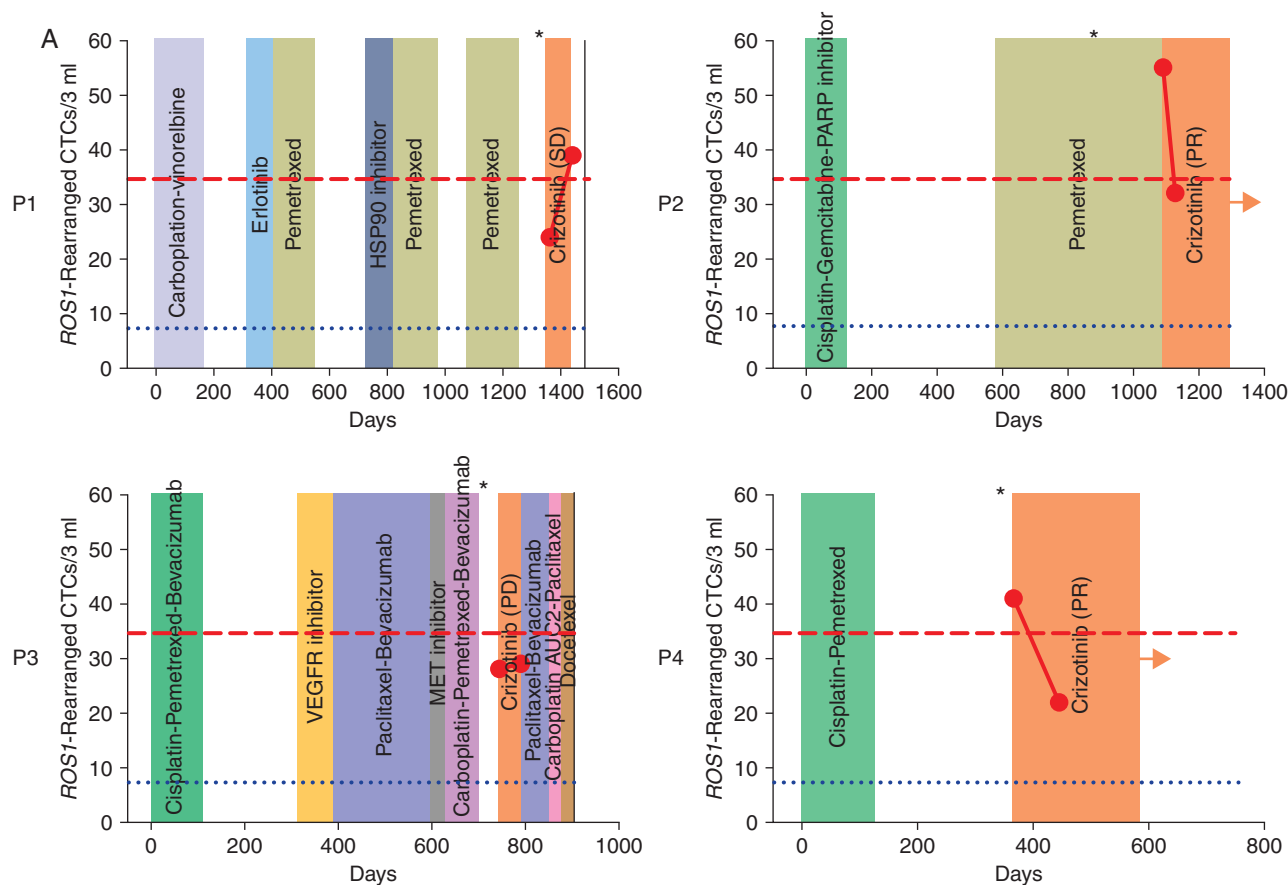 A
P1
ROS1-Rearranged CTCs/3 ml
60
50
40
30
20
10
0
*
Carboplation-vinorelbine
Erlotinib
Pemetrexed
HSP90 inhibitor
Pemetrexed
Pemetrexed
Crizotinib (SD)
0 200 400 600 800 1000 1200 1400 1600
Days
P2
ROS1-Rearranged CTCs/3 ml
60
50
40
30
20
10
0
*
Cisplatin-Gemcitabine-PARP inhibitor
Pemetrexed
Crizotinib (PR)
0 200 400 600 800 1000 1200 1400
Days
P3
ROS1-Rearranged CTCs/3 ml
60
50
40
30
20
10
0
*
Cisplatin-Pemetrexed-Bevacizumab
VEGFR inhibitor
Paclitaxel-Bevacizumab
MET inhibitor
Carboplatin-Pemetrexed-Bevacizumab
Crizotinib (PD)
Paclitaxel-Bevacizumab
Carboplatin AUC2-Paclitaxel
Docetexel
0 200 400 600 800 1000
Days
P4
ROS1-Rearranged CTCs/3 ml
60
50
40
30
20
10
0
*
Cisplatin-Pemetrexed
Crizotinib (PR)
0 200 400 600 800
Days